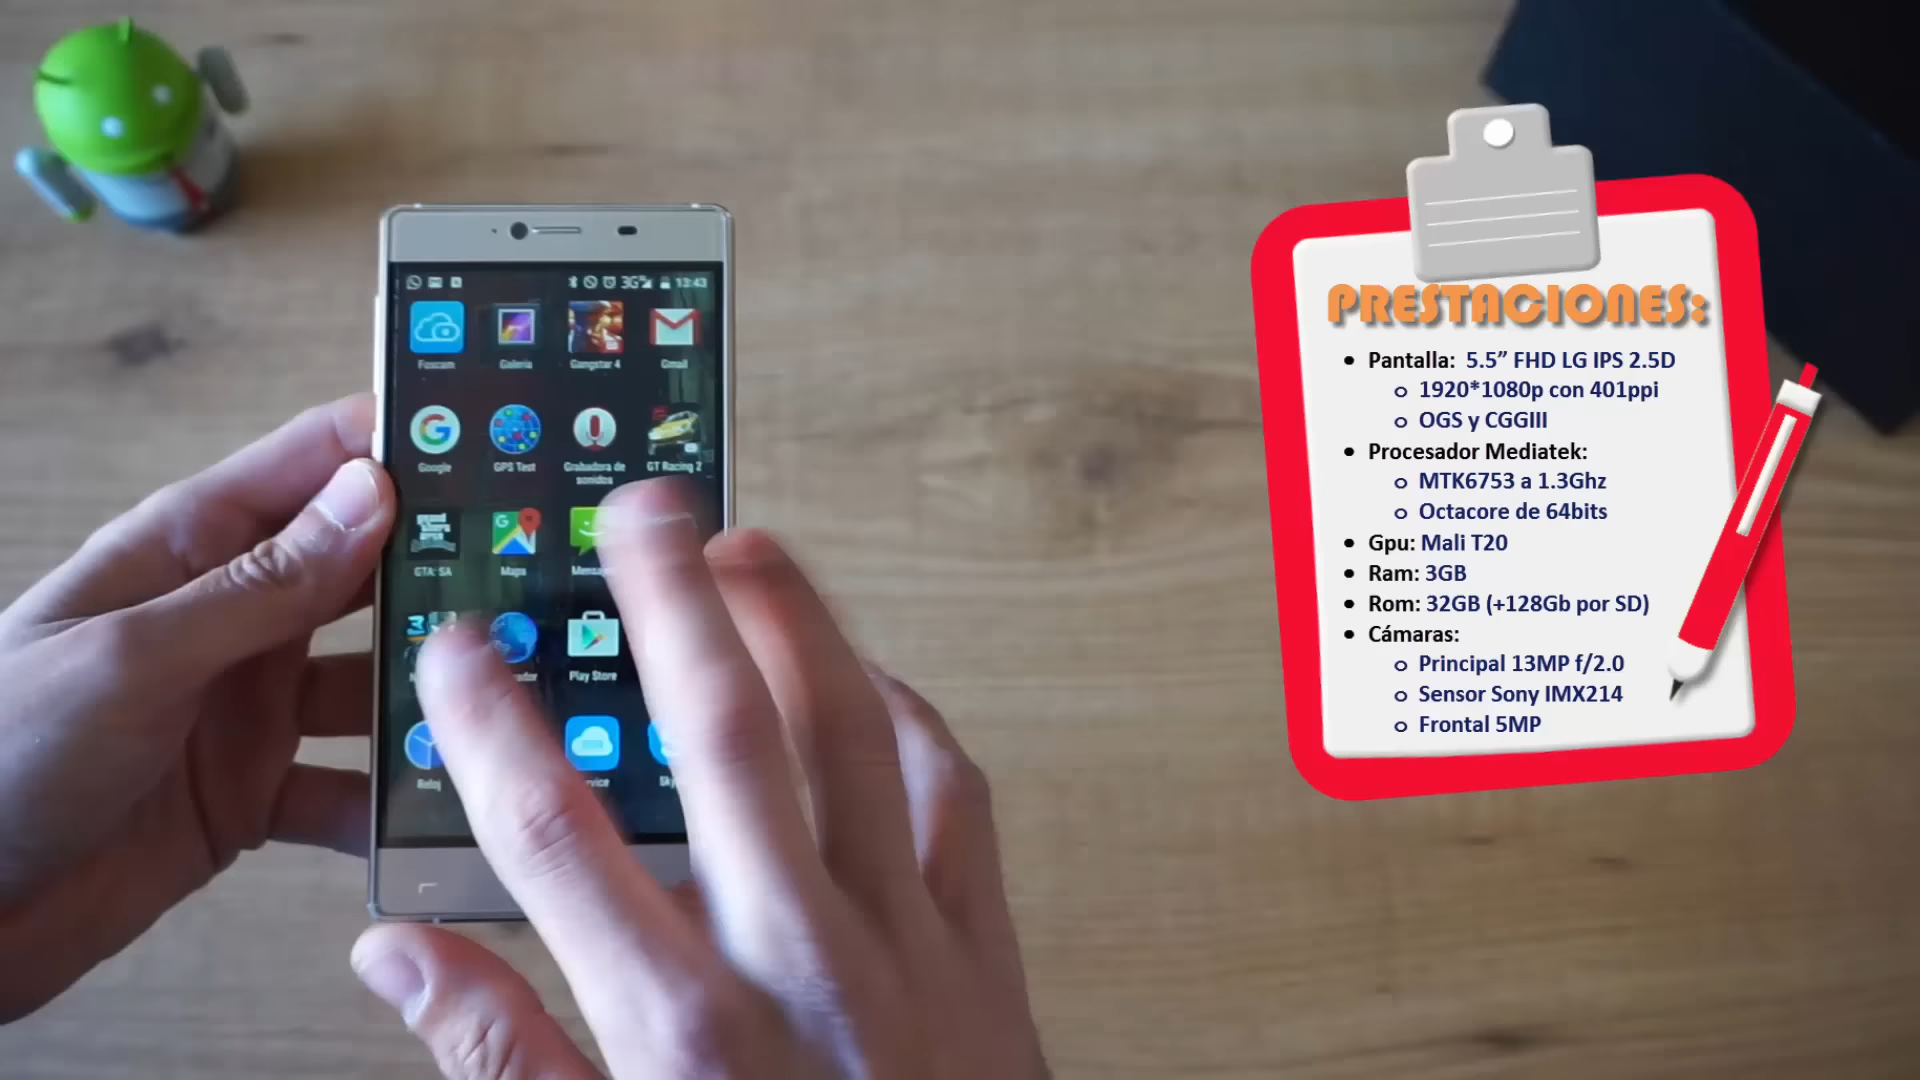 3G 13:43
Foscam Galería Gangstar 4 Gmail
Google GPS Test Grabadora de sonidos GT Racing 2
GTA: SA Maps
Play Store
Reloj
PRESTACIONES:
• Pantalla: 5.5” FHD LG IPS 2.5D
o 1920*1080p con 401ppi
o OGS y CGGIII
• Procesador Mediatek:
o MTK6753 a 1.3Ghz
o Octacore de 64bits
• Gpu: Mali T20
• Ram: 3GB
• Rom: 32GB (+128Gb por SD)
• Cámaras:
o Principal 13MP f/2.0
o Sensor Sony IMX214
o Frontal 5MP